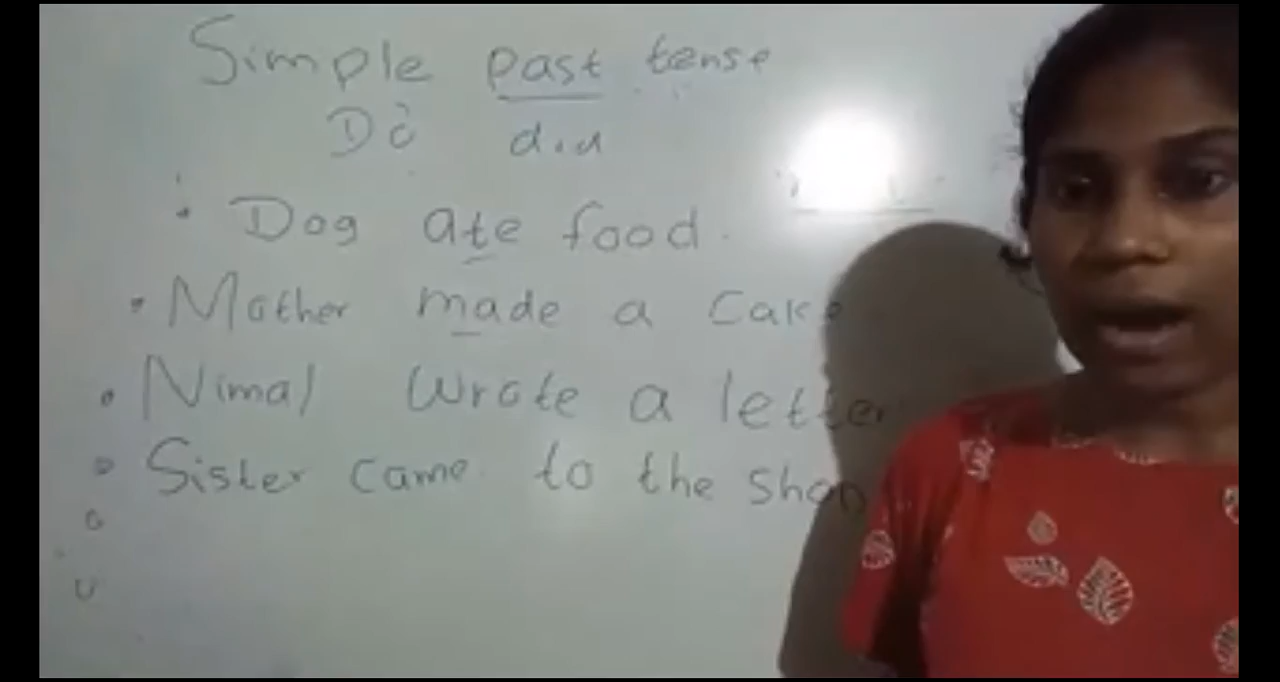 Simple past tense
Do did
• Dog ate food.
• Mother made a Cake
• Nimal wrote a letter
• Sister came to the shop